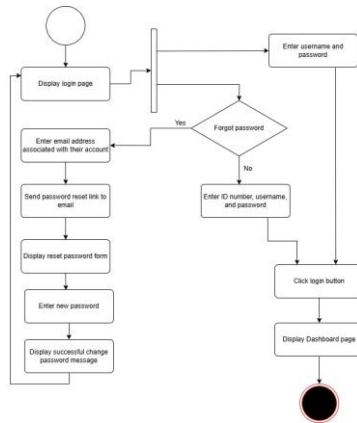 Display login page
Enter username and
password
Forgot password
Yes
No
Enter email address
associated with their account
Enter ID number, username,
and password
Send password reset link to
email
Display reset password form
Click login button
Enter new password
Display Dashboard page
Display successful change
password message